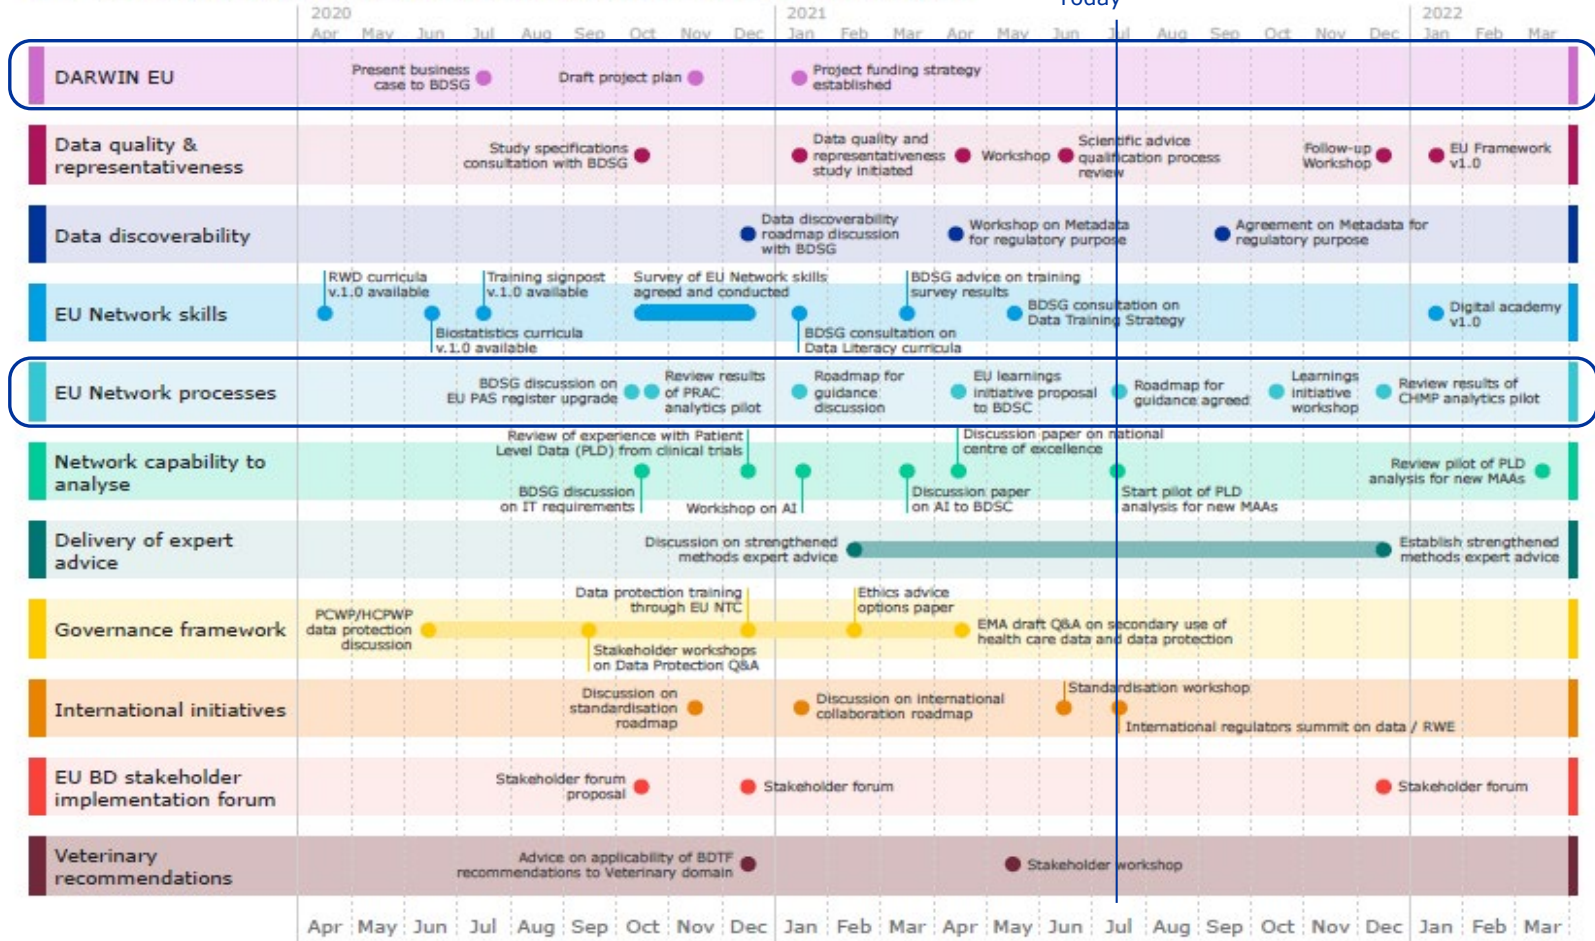 Today
2020
2021
2022
Apr May Jun Jul Aug Sep Oct Nov Dec Jan Feb Mar Apr May Jun Jul Aug Sep Oct Nov Dec Jan Feb Mar
DARWIN EU
Present business
case to BDSG
Draft project plan
Project funding strategy
established
Data quality &
representativeness
Study specifications
consultation with BDSG
Data quality and
representativeness
study initiated
Workshop
Scientific advice
qualification process
review
Follow-up
Workshop
EU Framework
v1.0
Data discoverability
Data discoverability
roadmap discussion
with BDSG
Workshop on Metadata
for regulatory purpose
Agreement on Metadata for
regulatory purpose
EU Network skills
RWD curricula
v.1.0 available
Biostatistics curricula
v.1.0 available
Training signpost
v.1.0 available
Survey of EU Network skills
agreed and conducted
BDSG consultation on
Data Literacy curricula
BDSG advice on training
survey results
BDSG consultation on
Data Training Strategy
Digital academy
v1.0
EU Network processes
BDSG discussion on
EU PAS register upgrade
Review results
of PRAC
analytics pilot
Roadmap for
guidance
discussion
EU learnings
initiative proposal
to BDSC
Roadmap for
guidance agreed
Learnings
initiative
workshop
Review results of
CHMP analytics pilot
Network capability to
analyse
Review of experience with Patient
Level Data (PLD) from clinical trials
BDSG discussion
on IT requirements
Workshop on AI
Discussion paper
on AI to BDSC
Discussion paper on national
centre of excellence
Start pilot of PLD
analysis for new MAAs
Review pilot of PLD
analysis for new MAAs
Delivery of expert
advice
Discussion on strengthened
methods expert advice
Establish strengthened
methods expert advice
Governance framework
PCWP/HCPWP
data protection
discussion
Stakeholder workshops
on Data Protection Q&A
Data protection training
through EU NTC
Ethics advice
options paper
EMA draft Q&A on secondary use of
health care data and data protection
International initiatives
Discussion on
standardisation
roadmap
Discussion on international
collaboration roadmap
Standardisation workshop
International regulators summit on data / RWE
EU BD stakeholder
implementation forum
Stakeholder forum
proposal
Stakeholder forum
Stakeholder forum
Veterinary
recommendations
Advice on applicability of BDTF
recommendations to Veterinary domain
Stakeholder workshop
Apr May Jun Jul Aug Sep Oct Nov Dec Jan Feb Mar Apr May Jun Jul Aug Sep Oct Nov Dec Jan Feb Mar